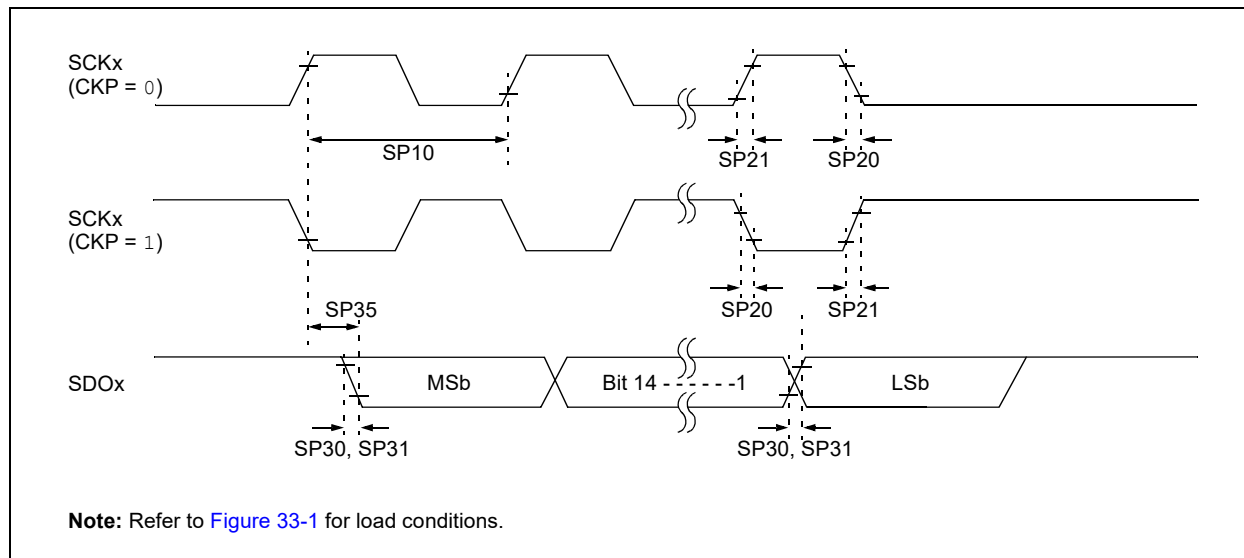 SCKx
(CKP = 0)
SP10
SP21
SP20
SCKx
(CKP = 1)
SP35
SP20
SP21
SDOx
MSb
Bit 14 - - - - - - -1
LSb
SP30, SP31
SP30, SP31
Note: Refer to Figure 33-1 for load conditions.